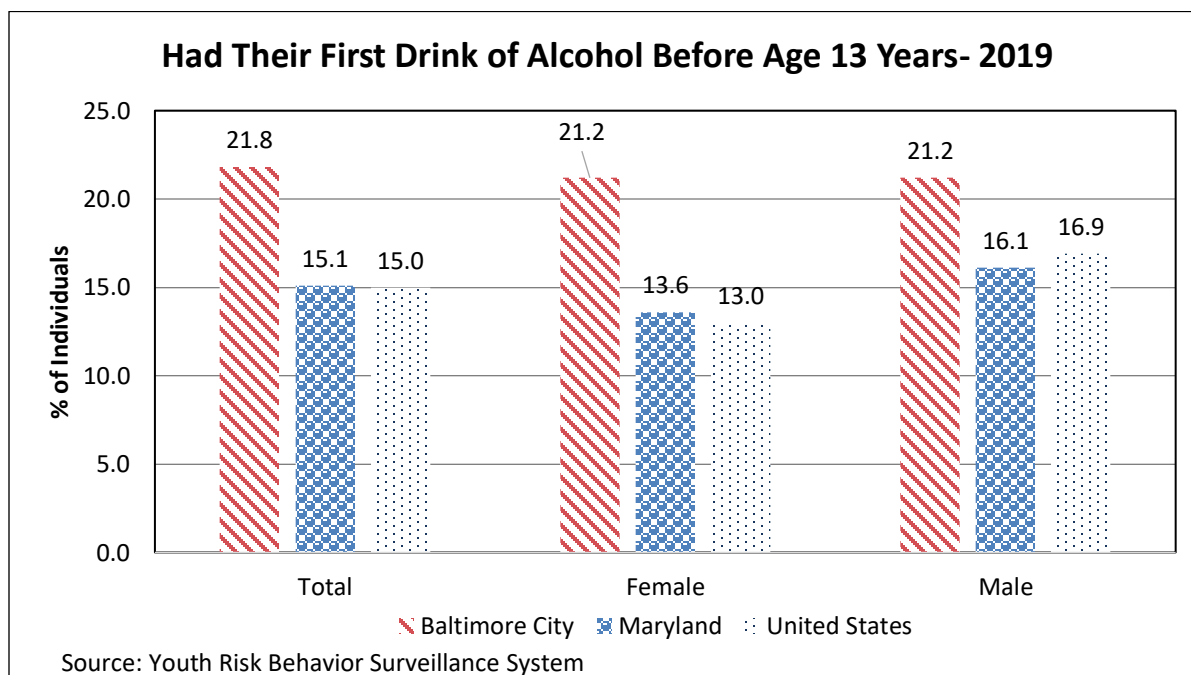 Had Their First Drink of Alcohol Before Age 13 Years- 2019
25.0
20.0
15.0
10.0
5.0
0.0
% of Individuals
21.8
15.1
15.0
21.2
13.6
13.0
21.2
16.1
16.9
Total
Female
Male
Baltimore City
Maryland
United States
Source: Youth Risk Behavior Surveillance System